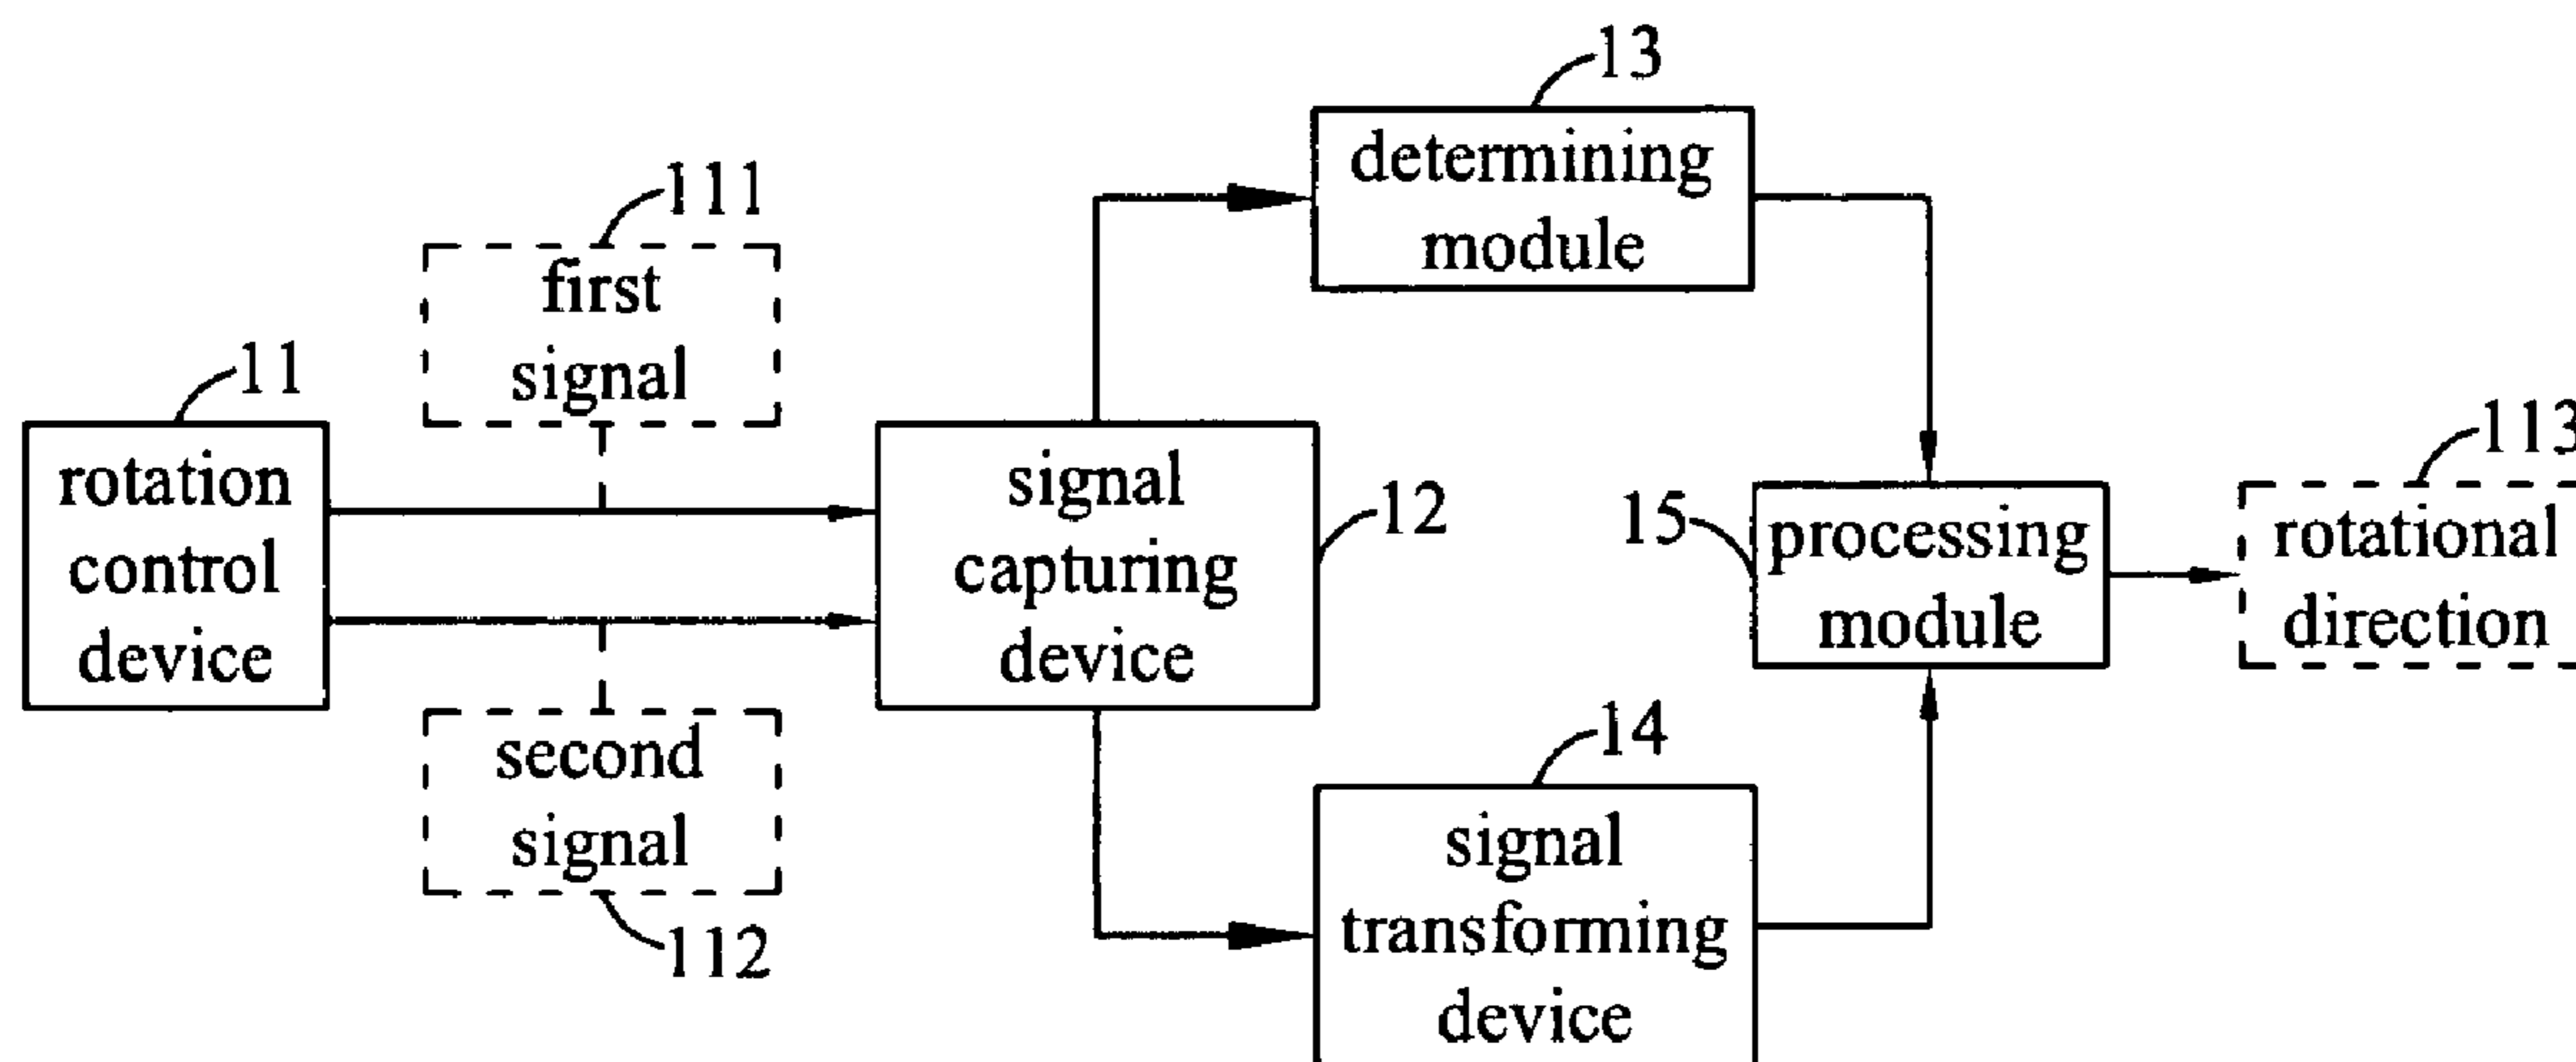 13
determining
module
111
first
signal
11
rotation
control
device
signal
capturing
device
12
113
15
processing
module
rotational
direction
second
signal
112
14
signal
transforming
device